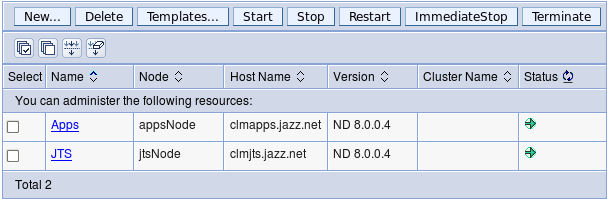 New... Delete Templates... Start Stop Restart ImmediateStop Terminate
Select Name Node Host Name Version Cluster Name Status
You can administer the following resources:
Apps appsNode clmapps.jazz.net ND 8.0.0.4
JTS jtsNode clmjts.jazz.net ND 8.0.0.4
Total 2